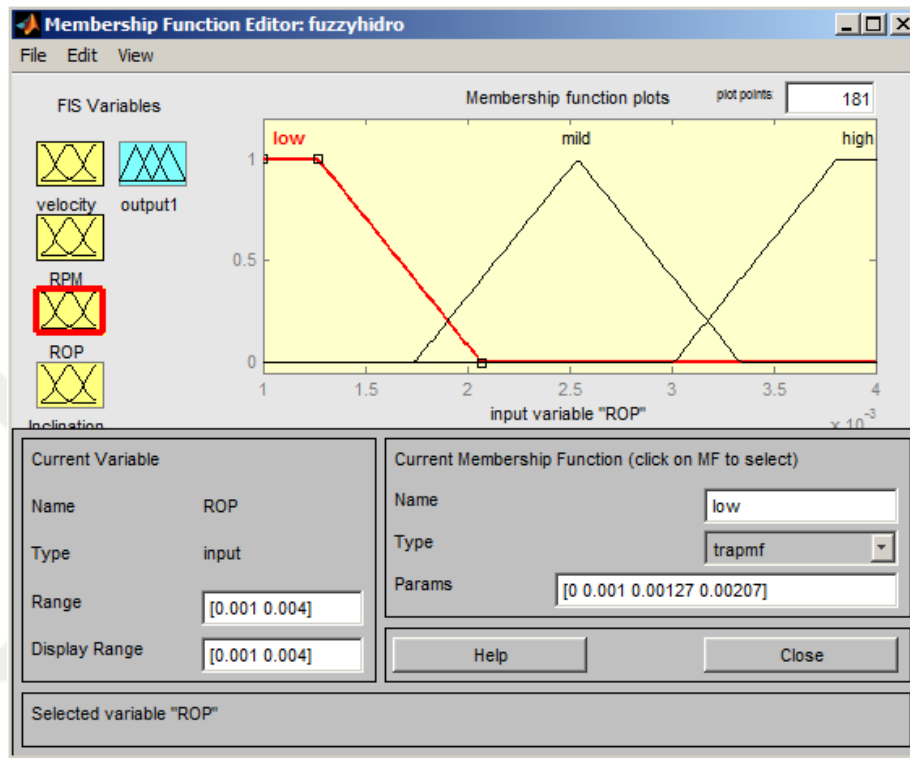 Membership Function Editor: fuzzyhidro
File Edit View
FIS Variables
velocity output1
RPM
ROP
Inclination
Membership function plots plot points: 181
low mild high
1
0.5
0
1 1.5 2 2.5 3 3.5 4
input variable "ROP"
x 10-3
Current Variable
Name ROP
Type input
Range [0.001 0.004]
Display Range [0.001 0.004]
Current Membership Function (click on MF to select)
Name low
Type trapmf
Params [0 0.001 0.00127 0.00207]
Help Close
Selected variable "ROP"